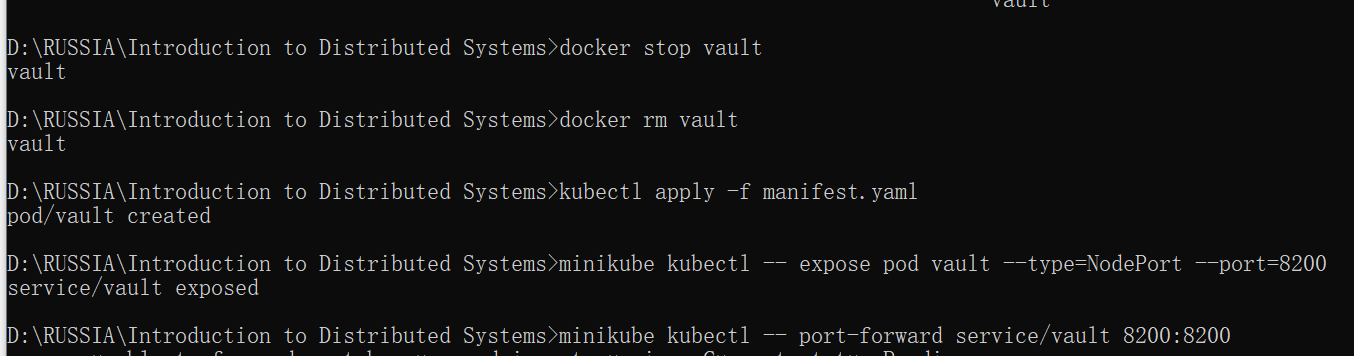 vault
D:\RUSSIA\Introduction to Distributed Systems>docker stop vault
vault
D:\RUSSIA\Introduction to Distributed Systems>docker rm vault
vault
D:\RUSSIA\Introduction to Distributed Systems>kubectl apply -f manifest.yaml
pod/vault created
D:\RUSSIA\Introduction to Distributed Systems>minikube kubectl -- expose pod vault --type=NodePort --port=8200
service/vault exposed
D:\RUSSIA\Introduction to Distributed Systems>minikube kubectl -- port-forward service/vault 8200:8200